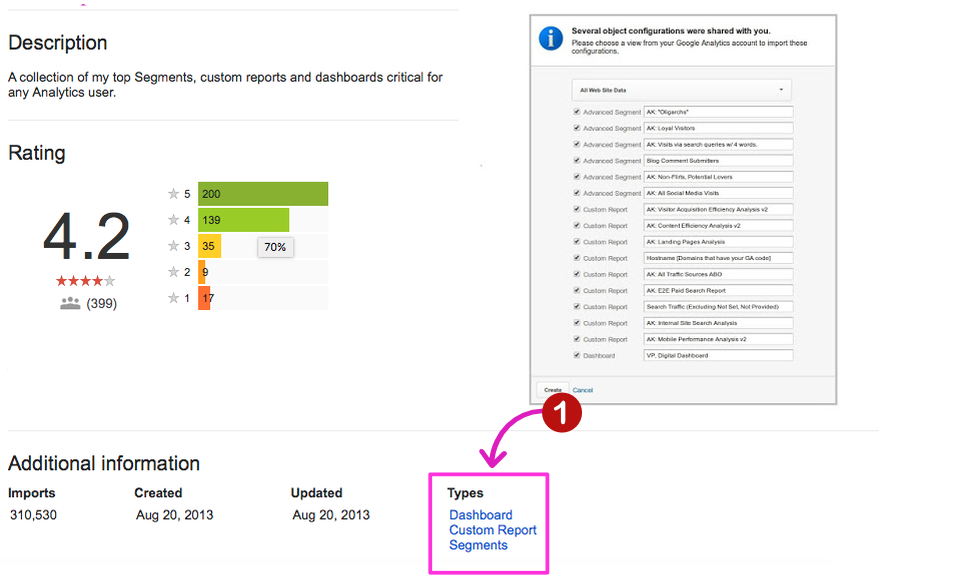 Description
A collection of my top Segments, custom reports and dashboards critical for
any Analytics user.
Rating
4.2
(399)
5 200
4 139
3 35
70%
2 9
1 17
Several object configurations were shared with you.
Please choose a view from your Google Analytics account to import these
configurations.
All Web Site Data
Advanced Segment AK: "Oligarchs"
Advanced Segment AK: Loyal Visitors
Advanced Segment AK: Visits via search queries w/ 4 words.
Advanced Segment Blog Comment Submitters
Advanced Segment AK: Non-Flirts, Potential Lovers
Advanced Segment AK: All Social Media Visits
Custom Report AK: Visitor Acquisition Efficiency Analysis v2
Custom Report AK: Content Efficiency Analysis v2
Custom Report AK: Landing Pages Analysis
Custom Report Hostname [Domains that have your GA code]
Custom Report AK: All Traffic Sources ABO
Custom Report AK: E2E Paid Search Report
Custom Report Search Traffic (Excluding Not Set, Not Provided)
Custom Report AK: Internal Site Search Analysis
Custom Report AK: Mobile Performance Analysis v2
Dashboard VP, Digital Dashboard
Create Cancel
1
Additional information
Imports Created Updated Types
310,530 Aug 20, 2013 Aug 20, 2013 Dashboard
Custom Report
Segments